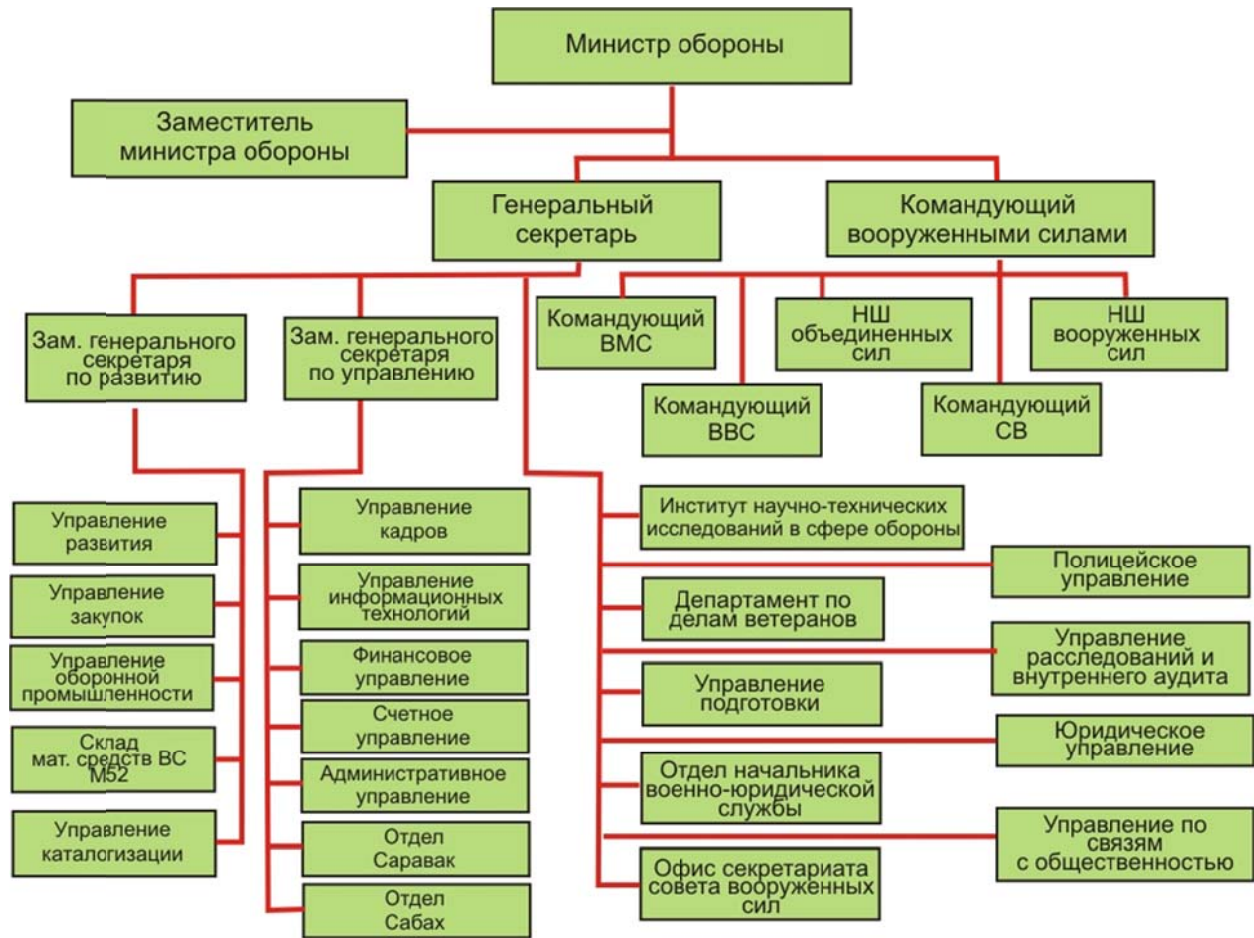 Министр обороны
Заместитель
министра обороны
Генеральный
секретарь
Командующий
вооруженными силами
Зам. генерального
секретаря
по развитию
Зам. генерального
секретаря
по управлению
Командующий
ВМС
НШ
объединенных
сил
НШ
вооруженных
сил
Командующий
ВВС
Командующий
СВ
Управление
развития
Управление
закупок
Управление
оборонной
промышленности
Склад
мат. средств ВС
М52
Управление
каталогизации
Управление
кадров
Управление
информационных
технологий
Финансовое
управление
Счетное
управление
Административное
управление
Отдел
Саравак
Отдел
Сабах
Институт научно-технических
исследований в сфере обороны
Департамент по
делам ветеранов
Управление
подготовки
Отдел начальника
военно-юридической
службы
Офис секретариата
совета вооруженных
сил
Полицейское
управление
Управление
расследований и
внутреннего аудита
Юридическое
управление
Управление по
связям
с общественностью